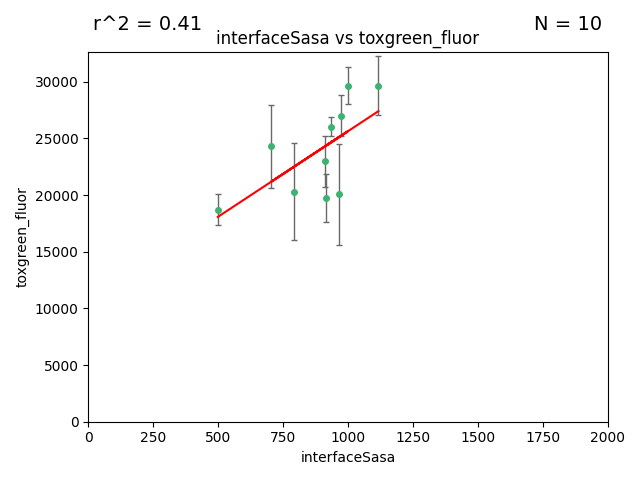 r^2 = 0.41
N = 10
interfaceSasa vs toxgreen_fluor
toxgreen_fluor
30000
25000
20000
15000
10000
5000
0
0 250 500 750 1000 1250 1500 1750 2000
interfaceSasa